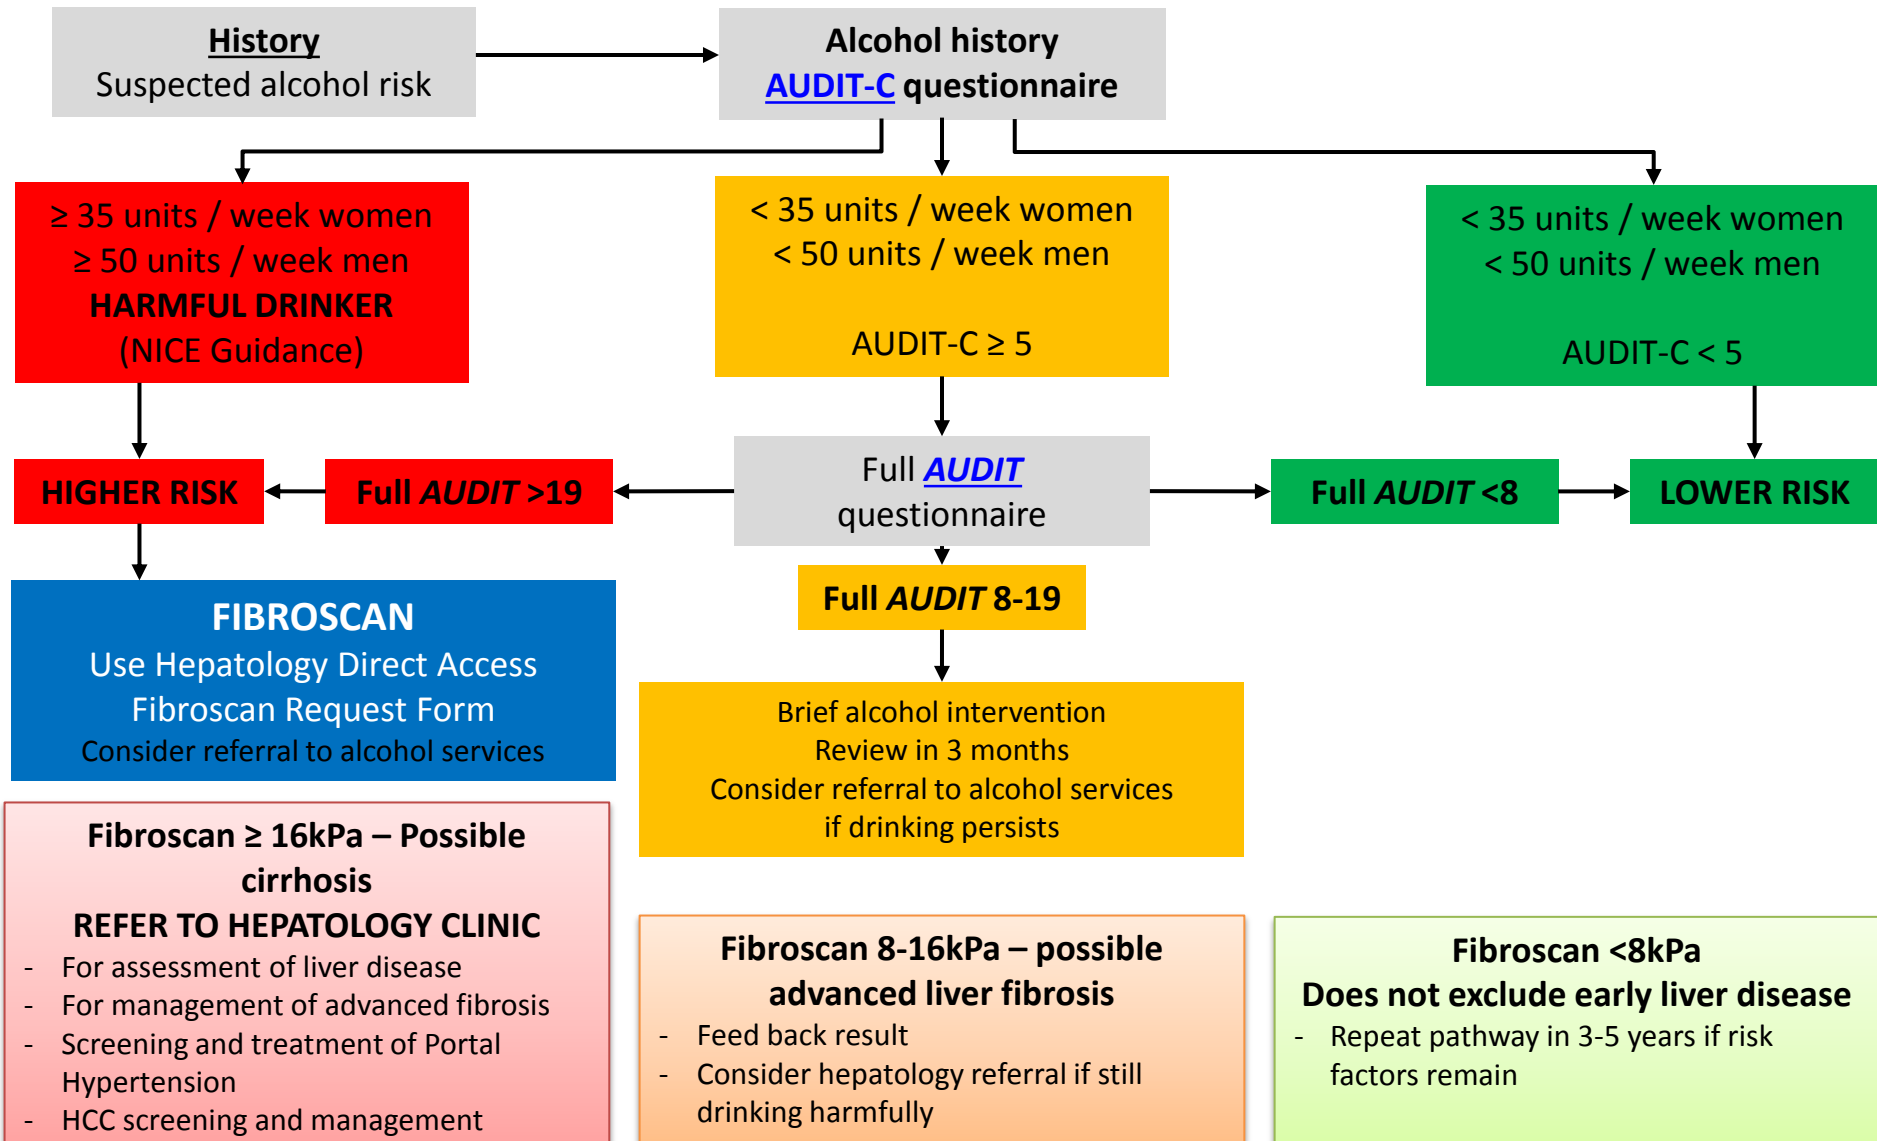 History
Suspected alcohol risk
Alcohol history
AUDIT-C questionnaire
≥ 35 units / week women
≥ 50 units / week men
HARMFUL DRINKER
(NICE Guidance)
< 35 units / week women
< 50 units / week men
AUDIT-C ≥ 5
< 35 units / week women
< 50 units / week men
AUDIT-C < 5
HIGHER RISK
Full AUDIT >19
Full AUDIT
questionnaire
Full AUDIT <8
LOWER RISK
Full AUDIT 8-19
FIBROSCAN
Use Hepatology Direct Access
Fibroscan Request Form
Consider referral to alcohol services
Brief alcohol intervention
Review in 3 months
Consider referral to alcohol services
if drinking persists
Fibroscan ≥ 16kPa – Possible
cirrhosis
REFER TO HEPATOLOGY CLINIC
- For assessment of liver disease
- For management of advanced fibrosis
- Screening and treatment of Portal
Hypertension
- HCC screening and management
Fibroscan 8-16kPa – possible
advanced liver fibrosis
- Feed back result
- Consider hepatology referral if still
drinking harmfully
Fibroscan <8kPa
Does not exclude early liver disease
- Repeat pathway in 3-5 years if risk
factors remain